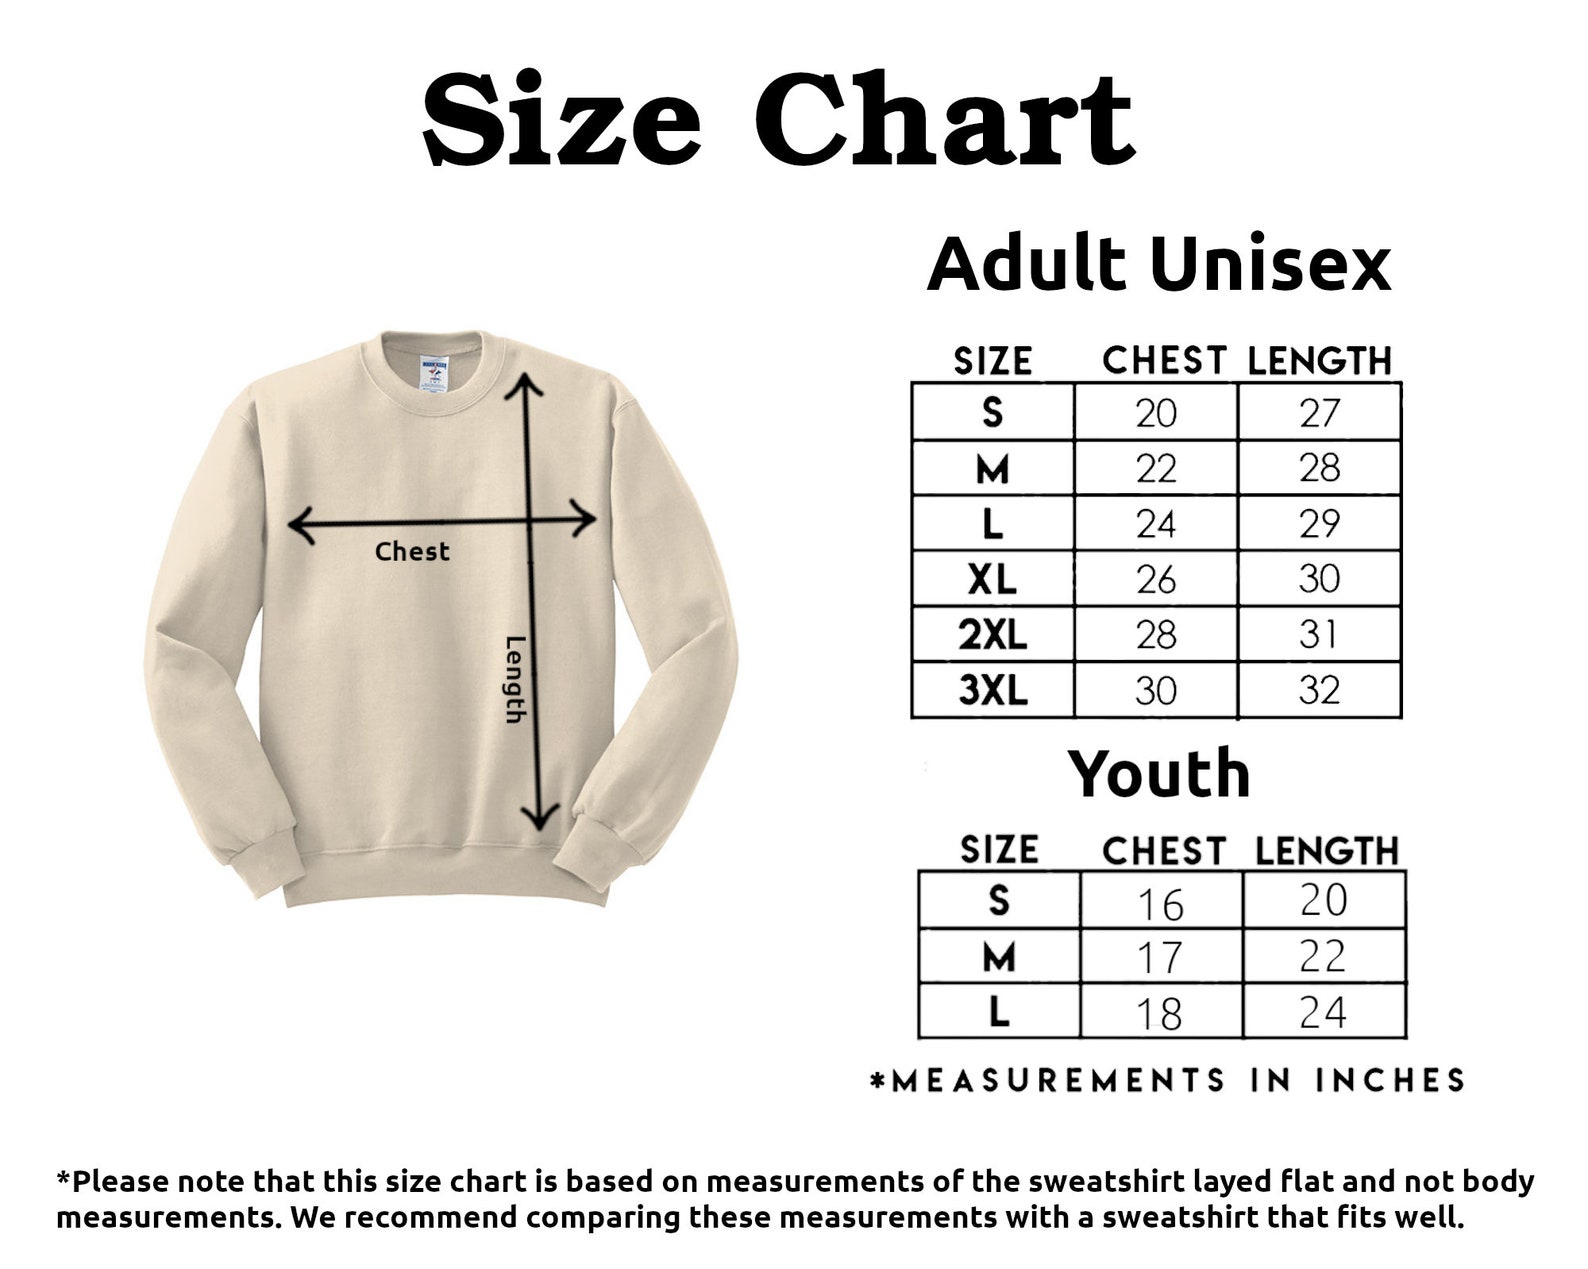 Size Chart
Adult Unisex
SIZE CHEST LENGTH
S 20 27
M 22 28
L 24 29
XL 26 30
2XL 28 31
3XL 30 32
Chest
Length
Youth
SIZE CHEST LENGTH
S 16 20
M 17 22
L 18 24
*MEASUREMENTS IN INCHES
*Please note that this size chart is based on measurements of the sweatshirt layed flat and not body
measurements. We recommend comparing these measurements with a sweatshirt that fits well.